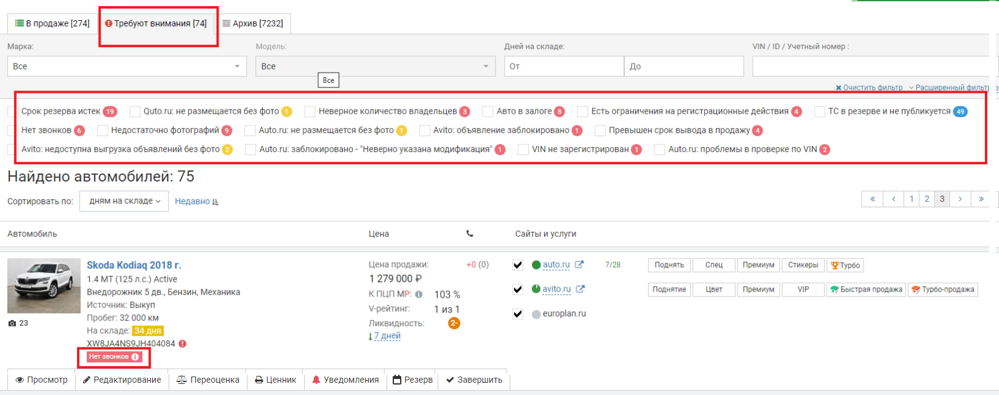 В продаже [274] Требуют внимания [74] Архив [7232]
Марка: Модель: Дней на складе: VIN / ID / Учетный номер :
Все Все От До
Все
Очистить фильтр Расширенный фильтр
Срок резерва истек 19 Quto.ru: не размещается без фото 1 Неверное количество владельцев 3 Авто в залоге 8 Есть ограничения на регистрационные действия 4 ТС в резерве и не публикуется 49
Нет звонков 6 Недостаточно фотографий 9 Auto.ru: не размещается без фото 1 Avito: объявление заблокировано 1 Превышен срок вывода в продажу 4
Avito: недоступна выгрузка объявлений без фото 2 Auto.ru: заблокировано - "Неверно указана модификация" 1 VIN не зарегистрирован 1 Auto.ru: проблемы в проверке по VIN 2
Найдено автомобилей: 75
Сортировать по: дням на складе Недавно « ‹ 1 2 3 › »
Автомобиль Цена Сайты и услуги
Skoda Kodiaq 2018 г. Цена продажи: +0 (0) auto.ru 7/28 Поднять Спец Премиум Стикеры Турбо
1.4 MT (125 л.с.) Active 1 279 000 ₽
Внедорожник 5 дв., Бензин, Механика К ПЦП МР: 103 % avito.ru Поднятие Цвет Премиум VIP Быстрая продажа Турбо-продажа
Источник: Выкуп V-рейтинг: 1 из 1
Пробег: 32 000 км europlan.ru
23 Ликвидность: 2-
На складе: 34 дня 7 дней
XW8JA4NS9JH404084
Нет звонков
Просмотр Редактирование Переоценка Ценник Уведомления Резерв Завершить